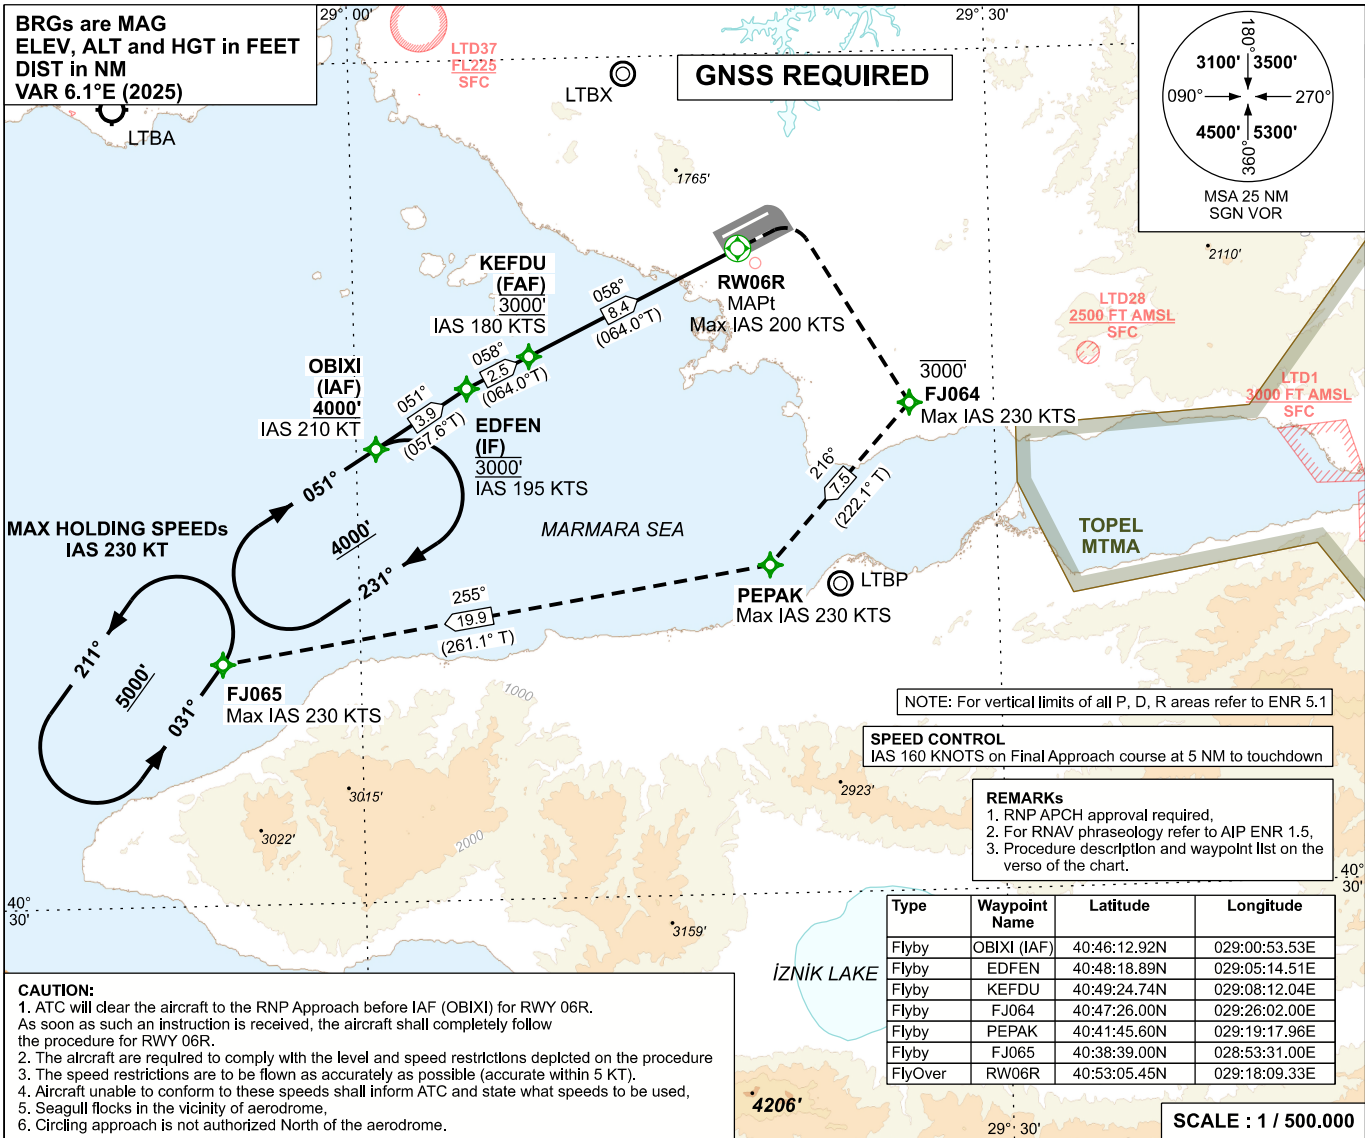 BRGs are MAG
ELEV, ALT and HGT in FEET
DIST in NM
VAR 6.1°E (2025)
29° 00'
29° 30'
LTD37
FL225
SFC
LTBX
LTBA
GNSS REQUIRED
180°
3100' 3500'
090° 270°
4500' 5300'
360°
MSA 25 NM
SGN VOR
1765'
2110'
KEFDU
(FAF)
3000'
IAS 180 KTS
058°
8.4
(064.0°T)
RW06R
MAPt
Max IAS 200 KTS
LTD28
2500 FT AMSL
SFC
OBIXI
(IAF)
4000'
IAS 210 KT
058°
2.5
(064.0°T)
051°
3.9
(057.6°T)
EDFEN
(IF)
3000'
IAS 195 KTS
3000'
FJ064
Max IAS 230 KTS
LTD1
3000 FT AMSL
SFC
216°
7.5
(222.1° T)
051°
4000'
231°
MAX HOLDING SPEEDs
IAS 230 KT
MARMARA SEA
TOPEL
MTMA
LTBP
PEPAK
Max IAS 230 KTS
255°
19.9
(261.1° T)
211°
5000'
031°
FJ065
Max IAS 230 KTS
1000
NOTE: For vertical limits of all P, D, R areas refer to ENR 5.1
SPEED CONTROL
IAS 160 KNOTS on Final Approach course at 5 NM to touchdown
3015'
2923'
3022'
2000
REMARKs
1. RNP APCH approval required,
2. For RNAV phraseology refer to AIP ENR 1.5,
3. Procedure description and waypoint list on the
verso of the chart.
40°
30'
40°
30'
3159'
İZNİK LAKE
Type Waypoint Name Latitude Longitude
Flyby OBIXI (IAF) 40:46:12.92N 029:00:53.53E
Flyby EDFEN 40:48:18.89N 029:05:14.51E
Flyby KEFDU 40:49:24.74N 029:08:12.04E
Flyby FJ064 40:47:26.00N 029:26:02.00E
Flyby PEPAK 40:41:45.60N 029:19:17.96E
Flyby FJ065 40:38:39.00N 028:53:31.00E
FlyOver RW06R 40:53:05.45N 029:18:09.33E
CAUTION:
1. ATC will clear the aircraft to the RNP Approach before IAF (OBIXI) for RWY 06R.
As soon as such an instruction is received, the aircraft shall completely follow
the procedure for RWY 06R.
2. The aircraft are required to comply with the level and speed restrictions depicted on the procedure
3. The speed restrictions are to be flown as accurately as possible (accurate within 5 KT).
4. Aircraft unable to conform to these speeds shall inform ATC and state what speeds to be used,
5. Seagull flocks in the vicinity of aerodrome,
6. Circling approach is not authorized North of the aerodrome.
4206'
29° 30'
SCALE : 1 / 500.000